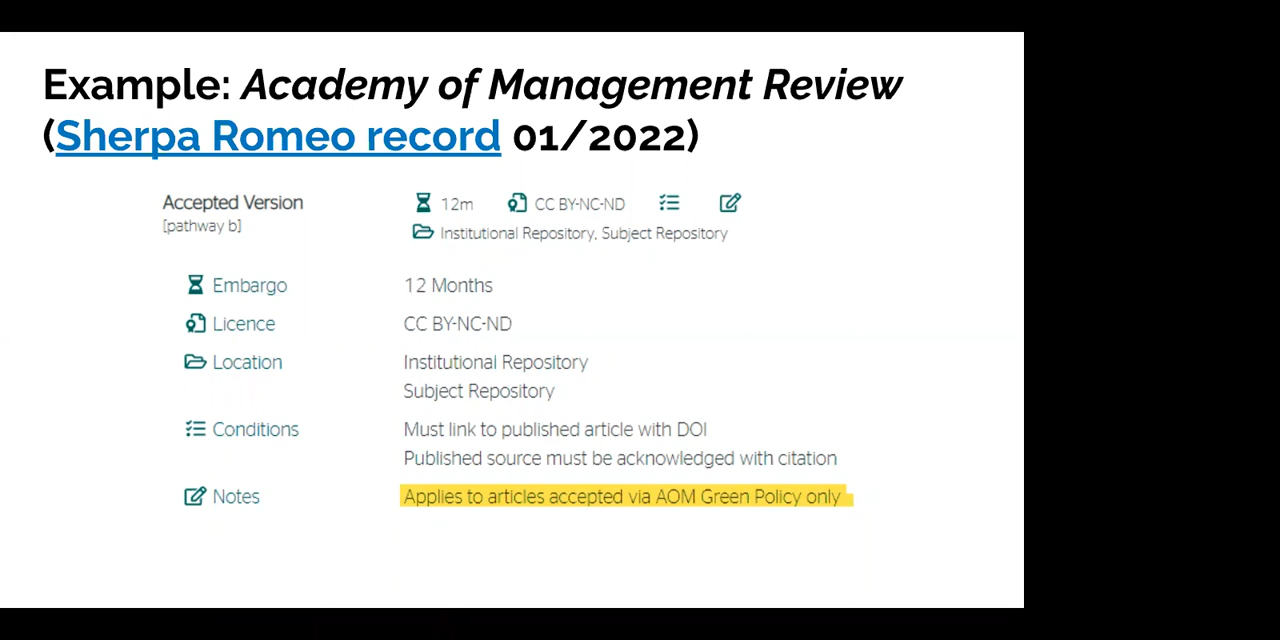 Example: Academy of Management Review
(Sherpa Romeo record 01/2022)
Accepted Version
12m CC BY-NC-ND
[pathway b]
Institutional Repository, Subject Repository
Embargo 12 Months
Licence CC BY-NC-ND
Location Institutional Repository
Subject Repository
Conditions Must link to published article with DOI
Published source must be acknowledged with citation
Notes Applies to articles accepted via AOM Green Policy only